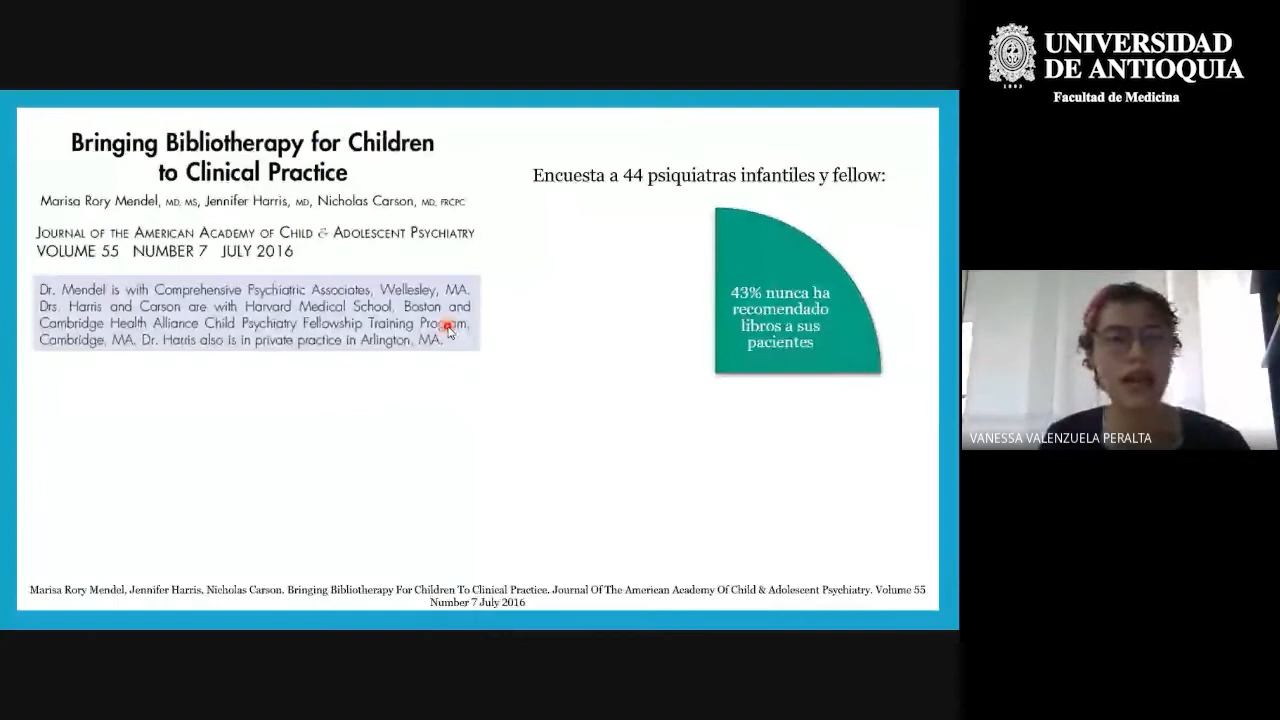 UNIVERSIDAD
DE ANTIOQUIA
1803
Facultad de Medicina
Bringing Bibliotherapy for Children
to Clinical Practice
Marisa Rory Mendel, MD, MS, Jennifer Harris, MD, Nicholas Carson, MD, FRCPC
JOURNAL OF THE AMERICAN ACADEMY OF CHILD & ADOLESCENT PSYCHIATRY
VOLUME 55 NUMBER 7 JULY 2016
Dr. Mendel is with Comprehensive Psychiatric Associates, Wellesley, MA.
Drs. Harris and Carson are with Harvard Medical School, Boston and
Cambridge Health Alliance Child Psychiatry Fellowship Training Program,
Cambridge, MA. Dr. Harris also is in private practice in Arlington, MA.
Encuesta a 44 psiquiatras infantiles y fellow:
43% nunca ha
recomendado
libros a sus
pacientes
Marisa Rory Mendel, Jennifer Harris, Nicholas Carson. Bringing Bibliotherapy For Children To Clinical Practice. Journal Of The American Academy Of Child & Adolescent Psychiatry. Volume 55
Number 7 July 2016
VANESSA VALENZUELA PERALTA